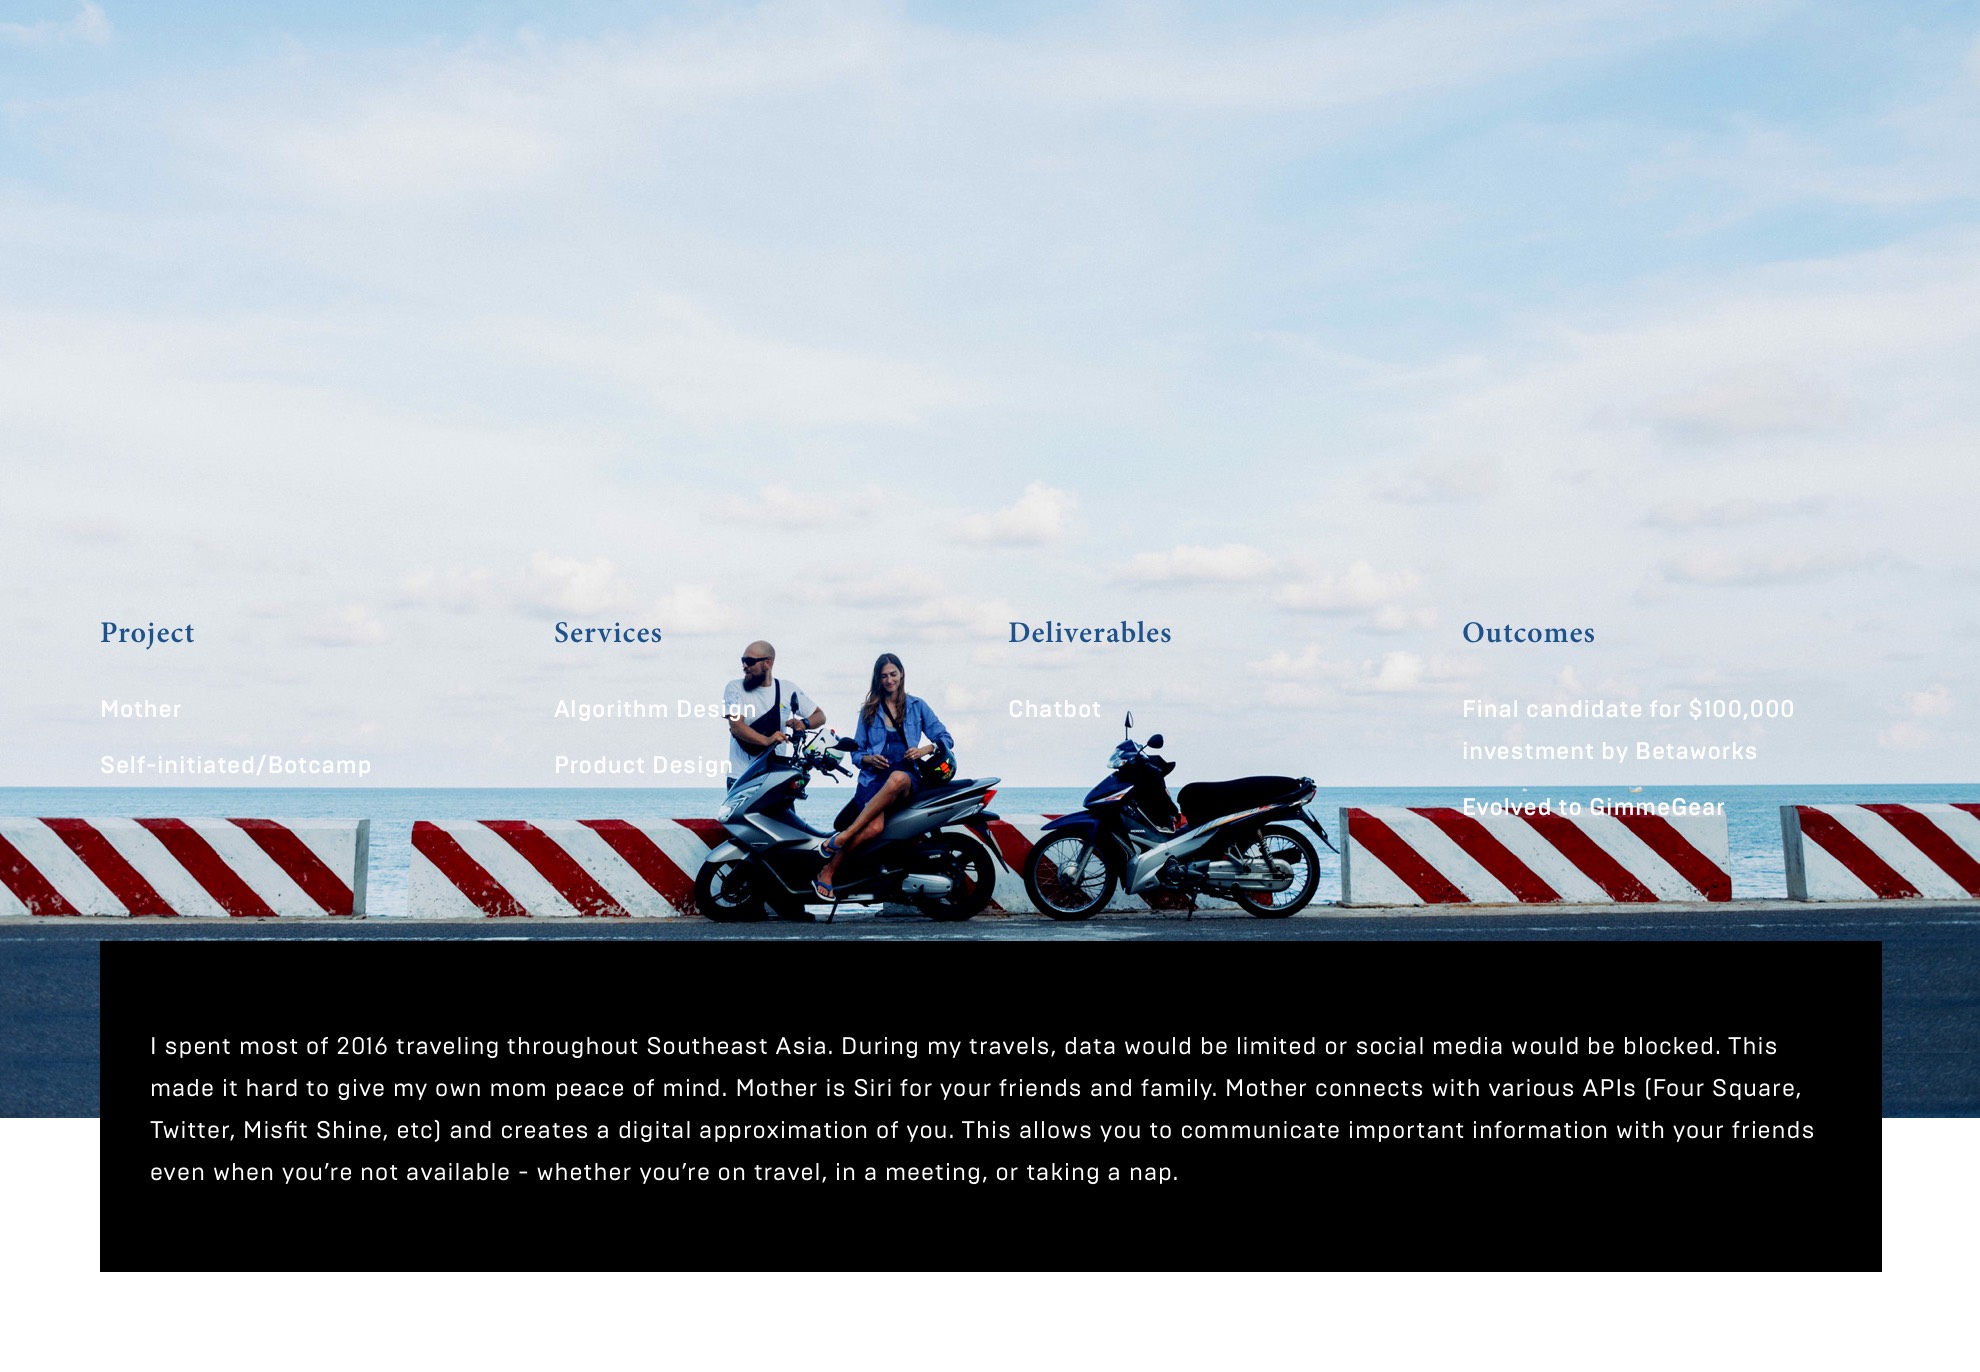 Project
Mother
Self-initiated/Botcamp
Services
Algorithm Design
Product Design
Deliverables
Chatbot
Outcomes
Final candidate for $100,000
investment by Betaworks
Evolved to GimmeGear
I spent most of 2016 traveling throughout Southeast Asia. During my travels, data would be limited or social media would be blocked. This
made it hard to give my own mom peace of mind. Mother is Siri for your friends and family. Mother connects with various APIs (Four Square,
Twitter, Misfit Shine, etc) and creates a digital approximation of you. This allows you to communicate important information with your friends
even when you’re not available - whether you’re on travel, in a meeting, or taking a nap.